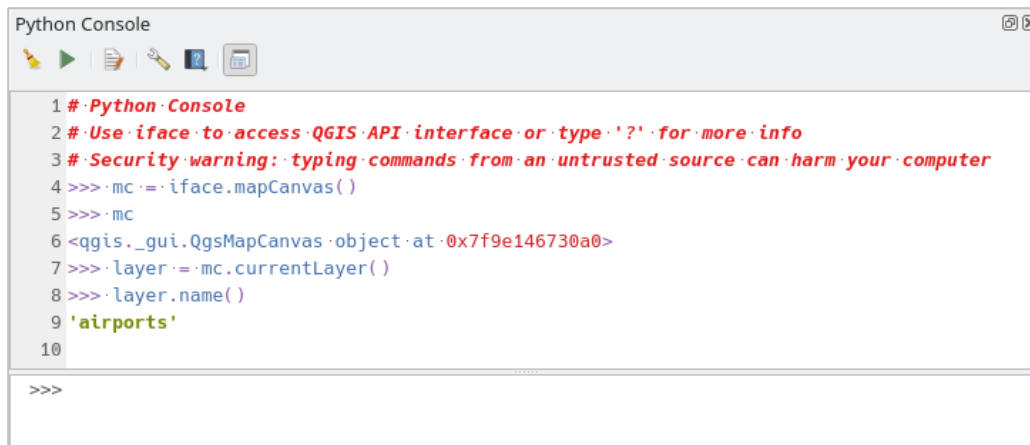 Python Console
1 # Python Console
2 # Use iface to access QGIS API interface or type '?' for more info
3 # Security warning: typing commands from an untrusted source can harm your computer
4 >>> mc = iface.mapCanvas()
5 >>> mc
6 <qgis._gui.QgsMapCanvas object at 0x7f9e146730a0>
7 >>> layer = mc.currentLayer()
8 >>> layer.name()
9 'airports'
10
>>>